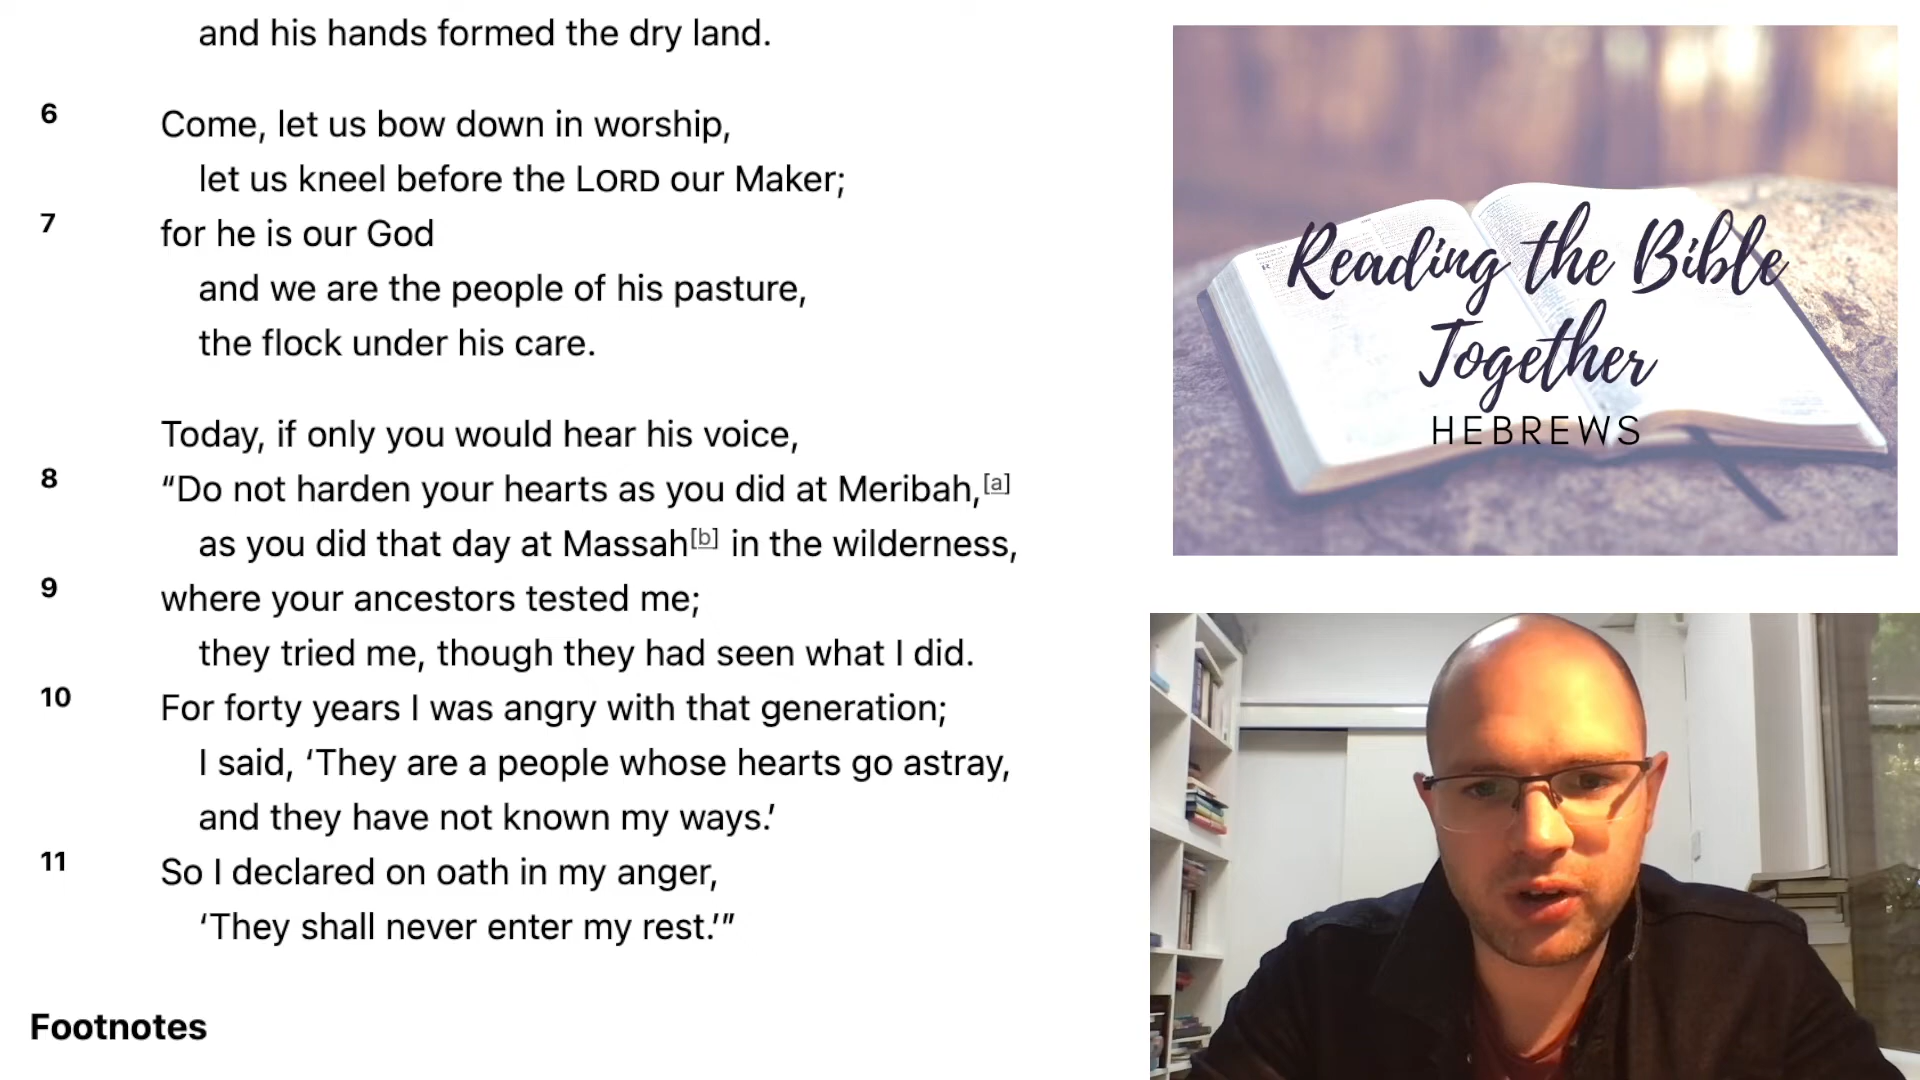 and his hands formed the dry land.
6 Come, let us bow down in worship,
let us kneel before the LORD our Maker;
7 for he is our God
and we are the people of his pasture,
the flock under his care.
Today, if only you would hear his voice,
8 “Do not harden your hearts as you did at Meribah,[a]
as you did that day at Massah[b] in the wilderness,
9 where your ancestors tested me;
they tried me, though they had seen what I did.
10 For forty years I was angry with that generation;
I said, ‘They are a people whose hearts go astray,
and they have not known my ways.’
11 So I declared on oath in my anger,
‘They shall never enter my rest.’”
Footnotes
Reading the Bible
Together
HEBREWS